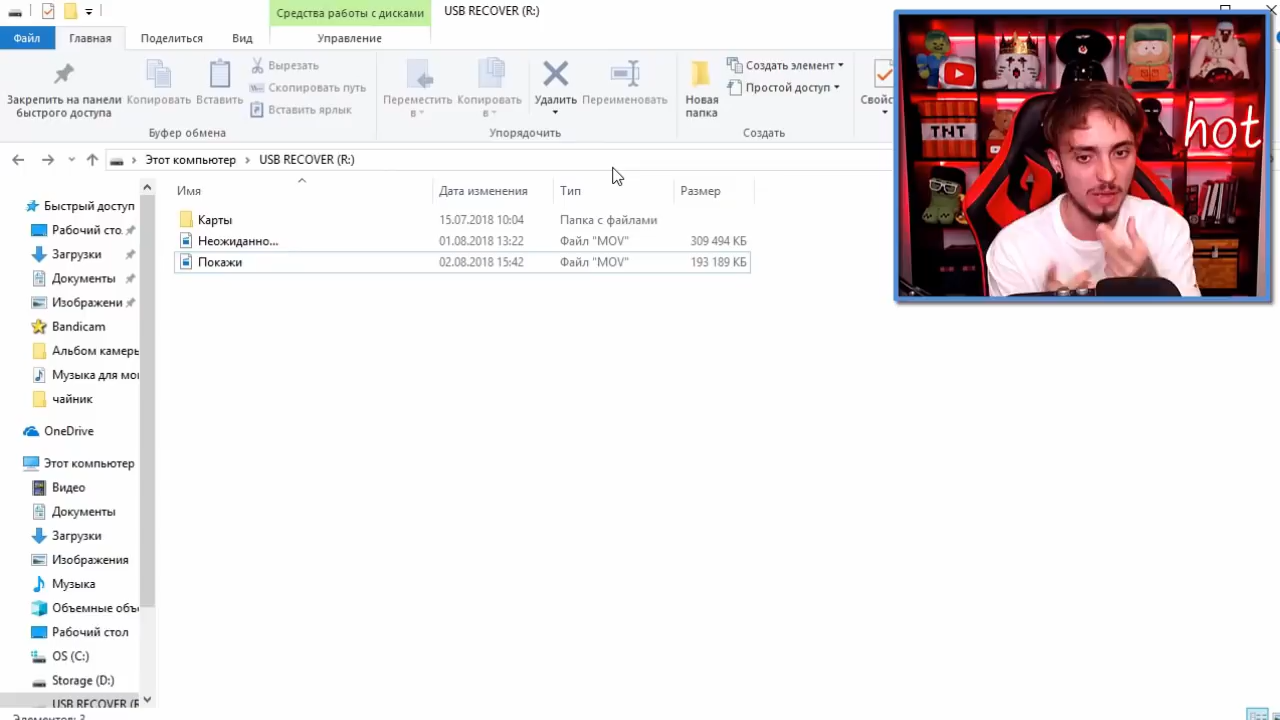 Средства работы с дисками
USB RECOVER (R:)
Файл
Главная
Поделиться
Вид
Управление
Закрепить на панели
быстрого доступа
Копировать
Вставить
Вырезать
Скопировать путь
Вставить ярлык
Переместить
в
Копировать
в
Удалить
Переименовать
Новая
папка
Создать элемент
Простой доступ
Свойс
Буфер обмена
Упорядочить
Создать
Этот компьютер
USB RECOVER (R:)
Имя
Дата изменения
Тип
Размер
Карты
15.07.2018 10:04
Папка с файлами
Неожиданно...
01.08.2018 13:22
Файл "MOV"
309 494 КБ
Покажи
02.08.2018 15:42
Файл "MOV"
193 189 КБ
Быстрый доступ
Рабочий сто.
Загрузки
Документы
Изображени
Bandicam
Альбом камеры
Музыка для мо
чайник
OneDrive
Этот компьютер
Видео
Документы
Загрузки
Изображения
Музыка
Объемные объ
Рабочий стол
OS (C:)
Storage (D:)
USB RECOVER (R
Элементов: 3
TNT
hot